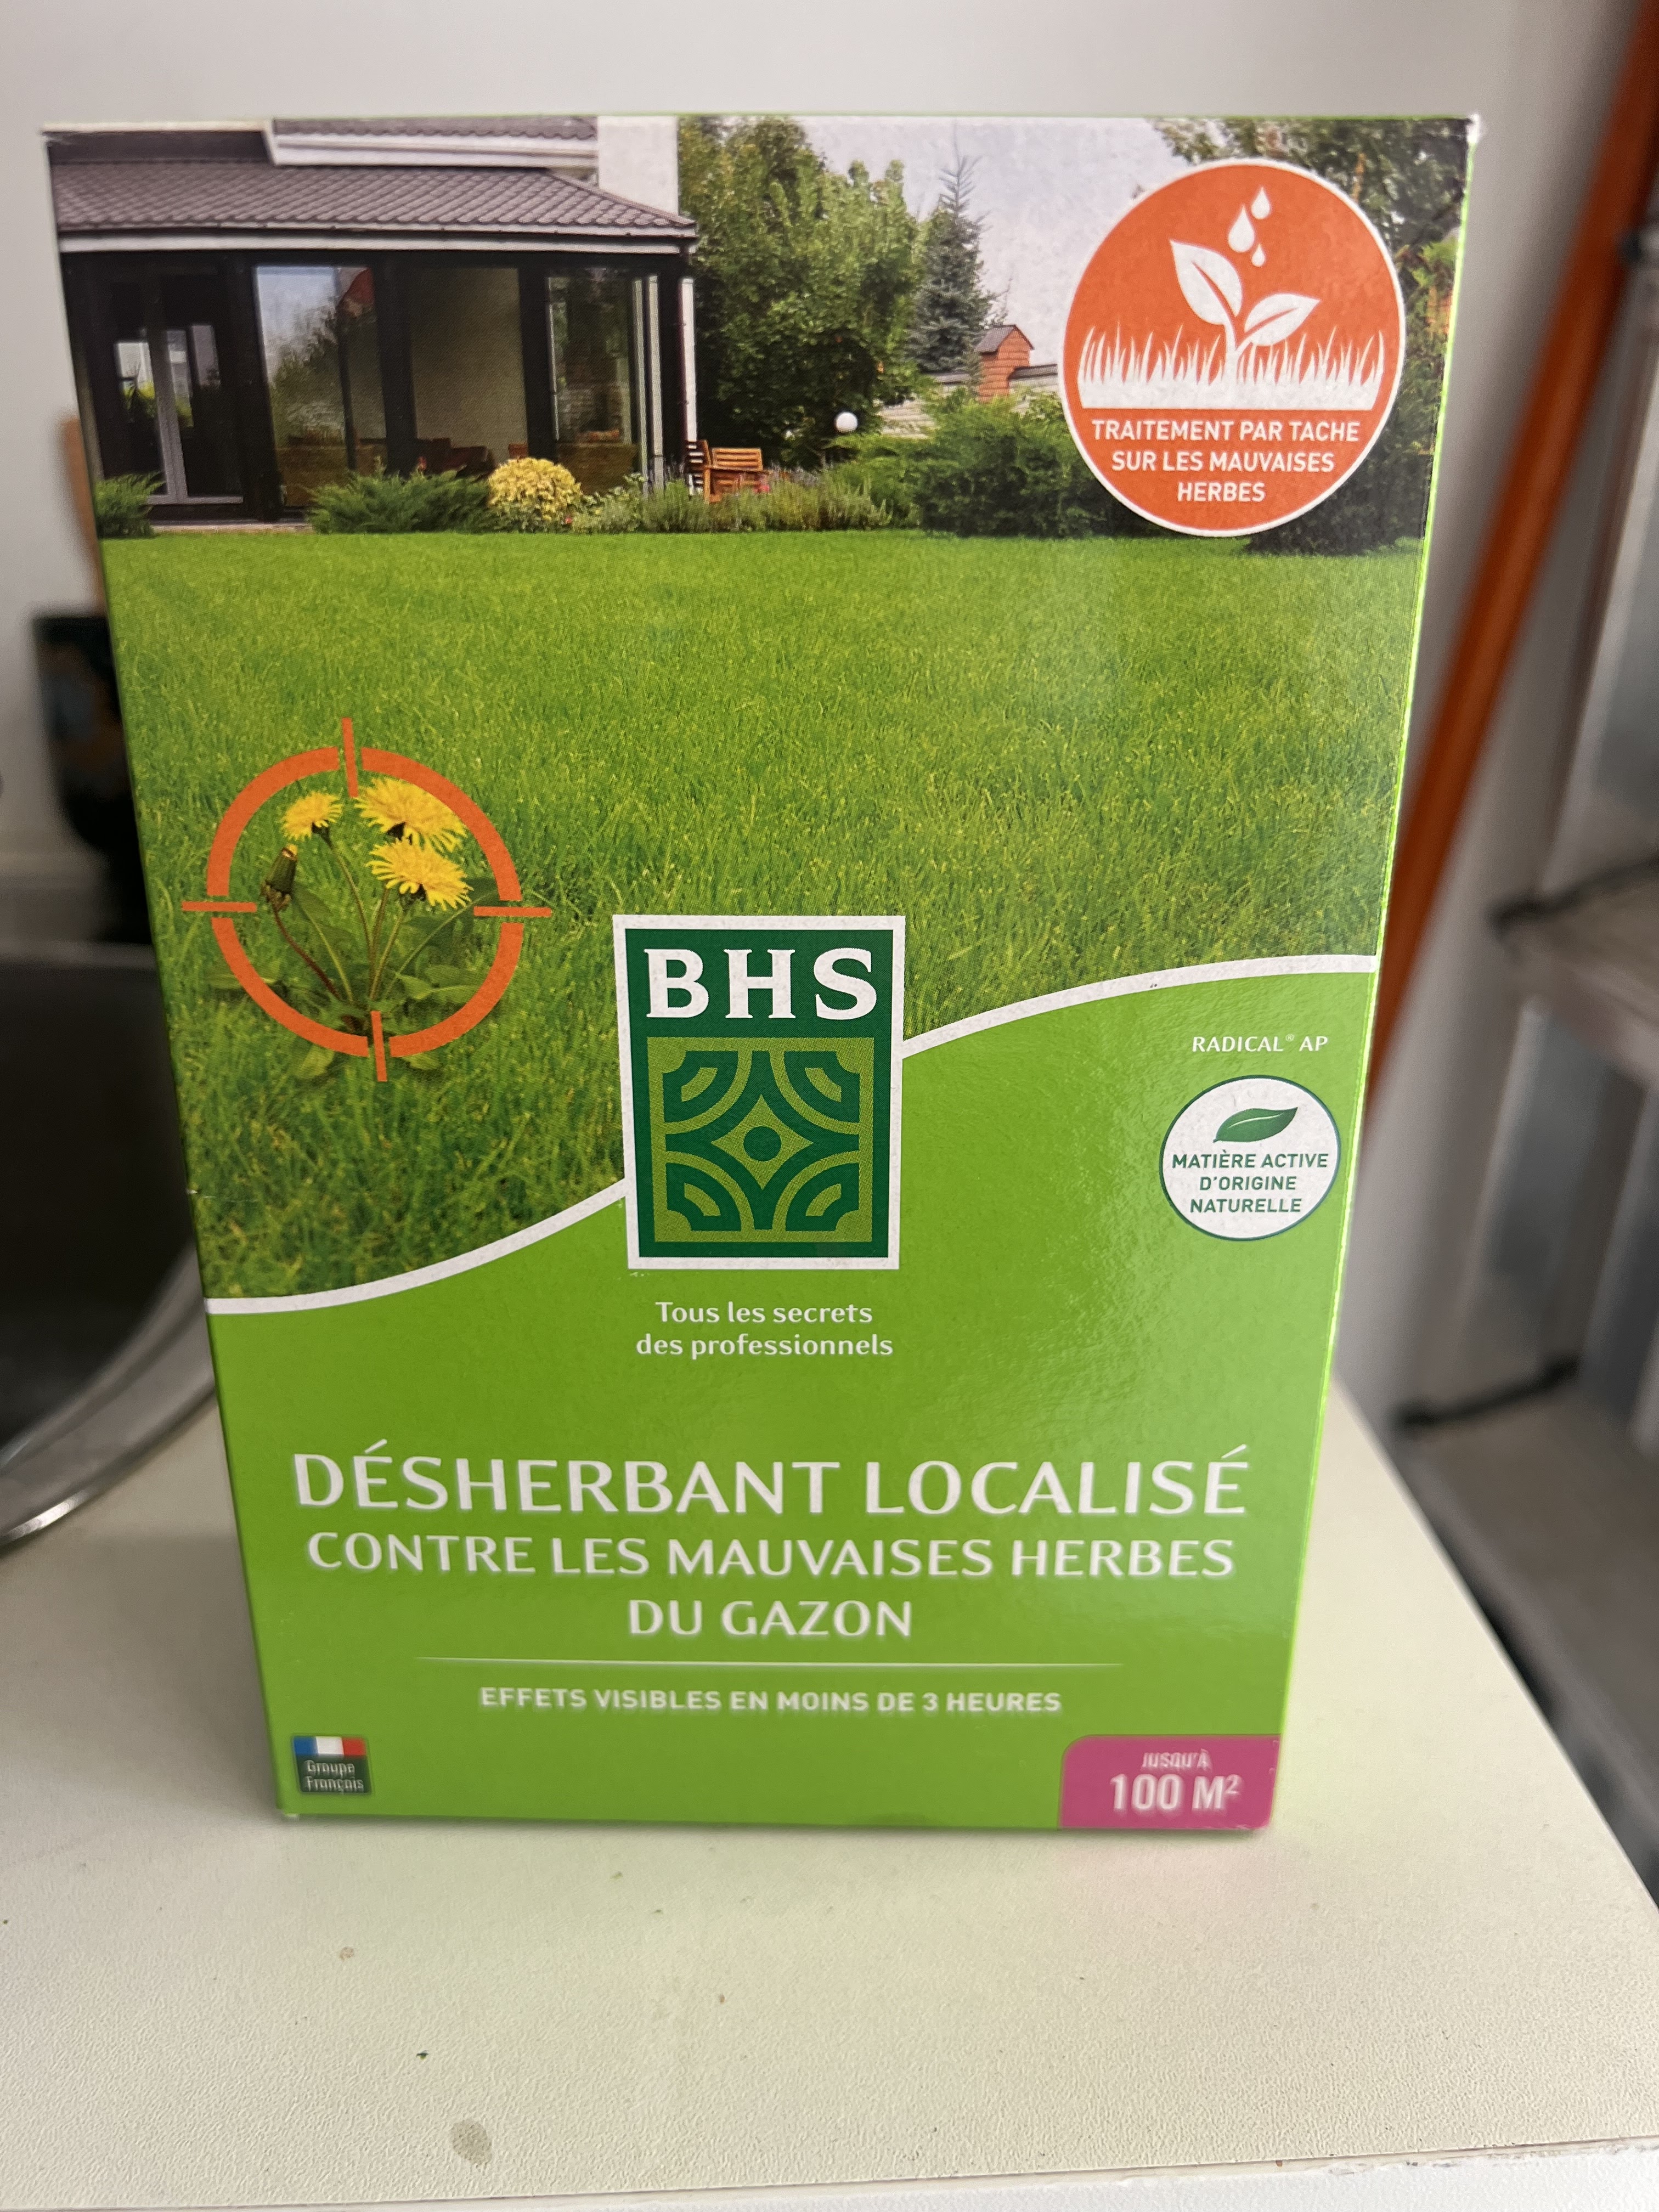 TRAITEMENT PAR TACHE
SUR LES MAUVAISES
HERBES
BHS
RADICAL® AP
MATIÈRE ACTIVE
D'ORIGINE
NATURELLE
Tous les secrets
des professionnels
DÉSHERBANT LOCALISÉ
CONTRE LES MAUVAISES HERBES
DU GAZON
EFFETS VISIBLES EN MOINS DE 3 HEURES
Groupe
Français
JUSQU'À
100 M²